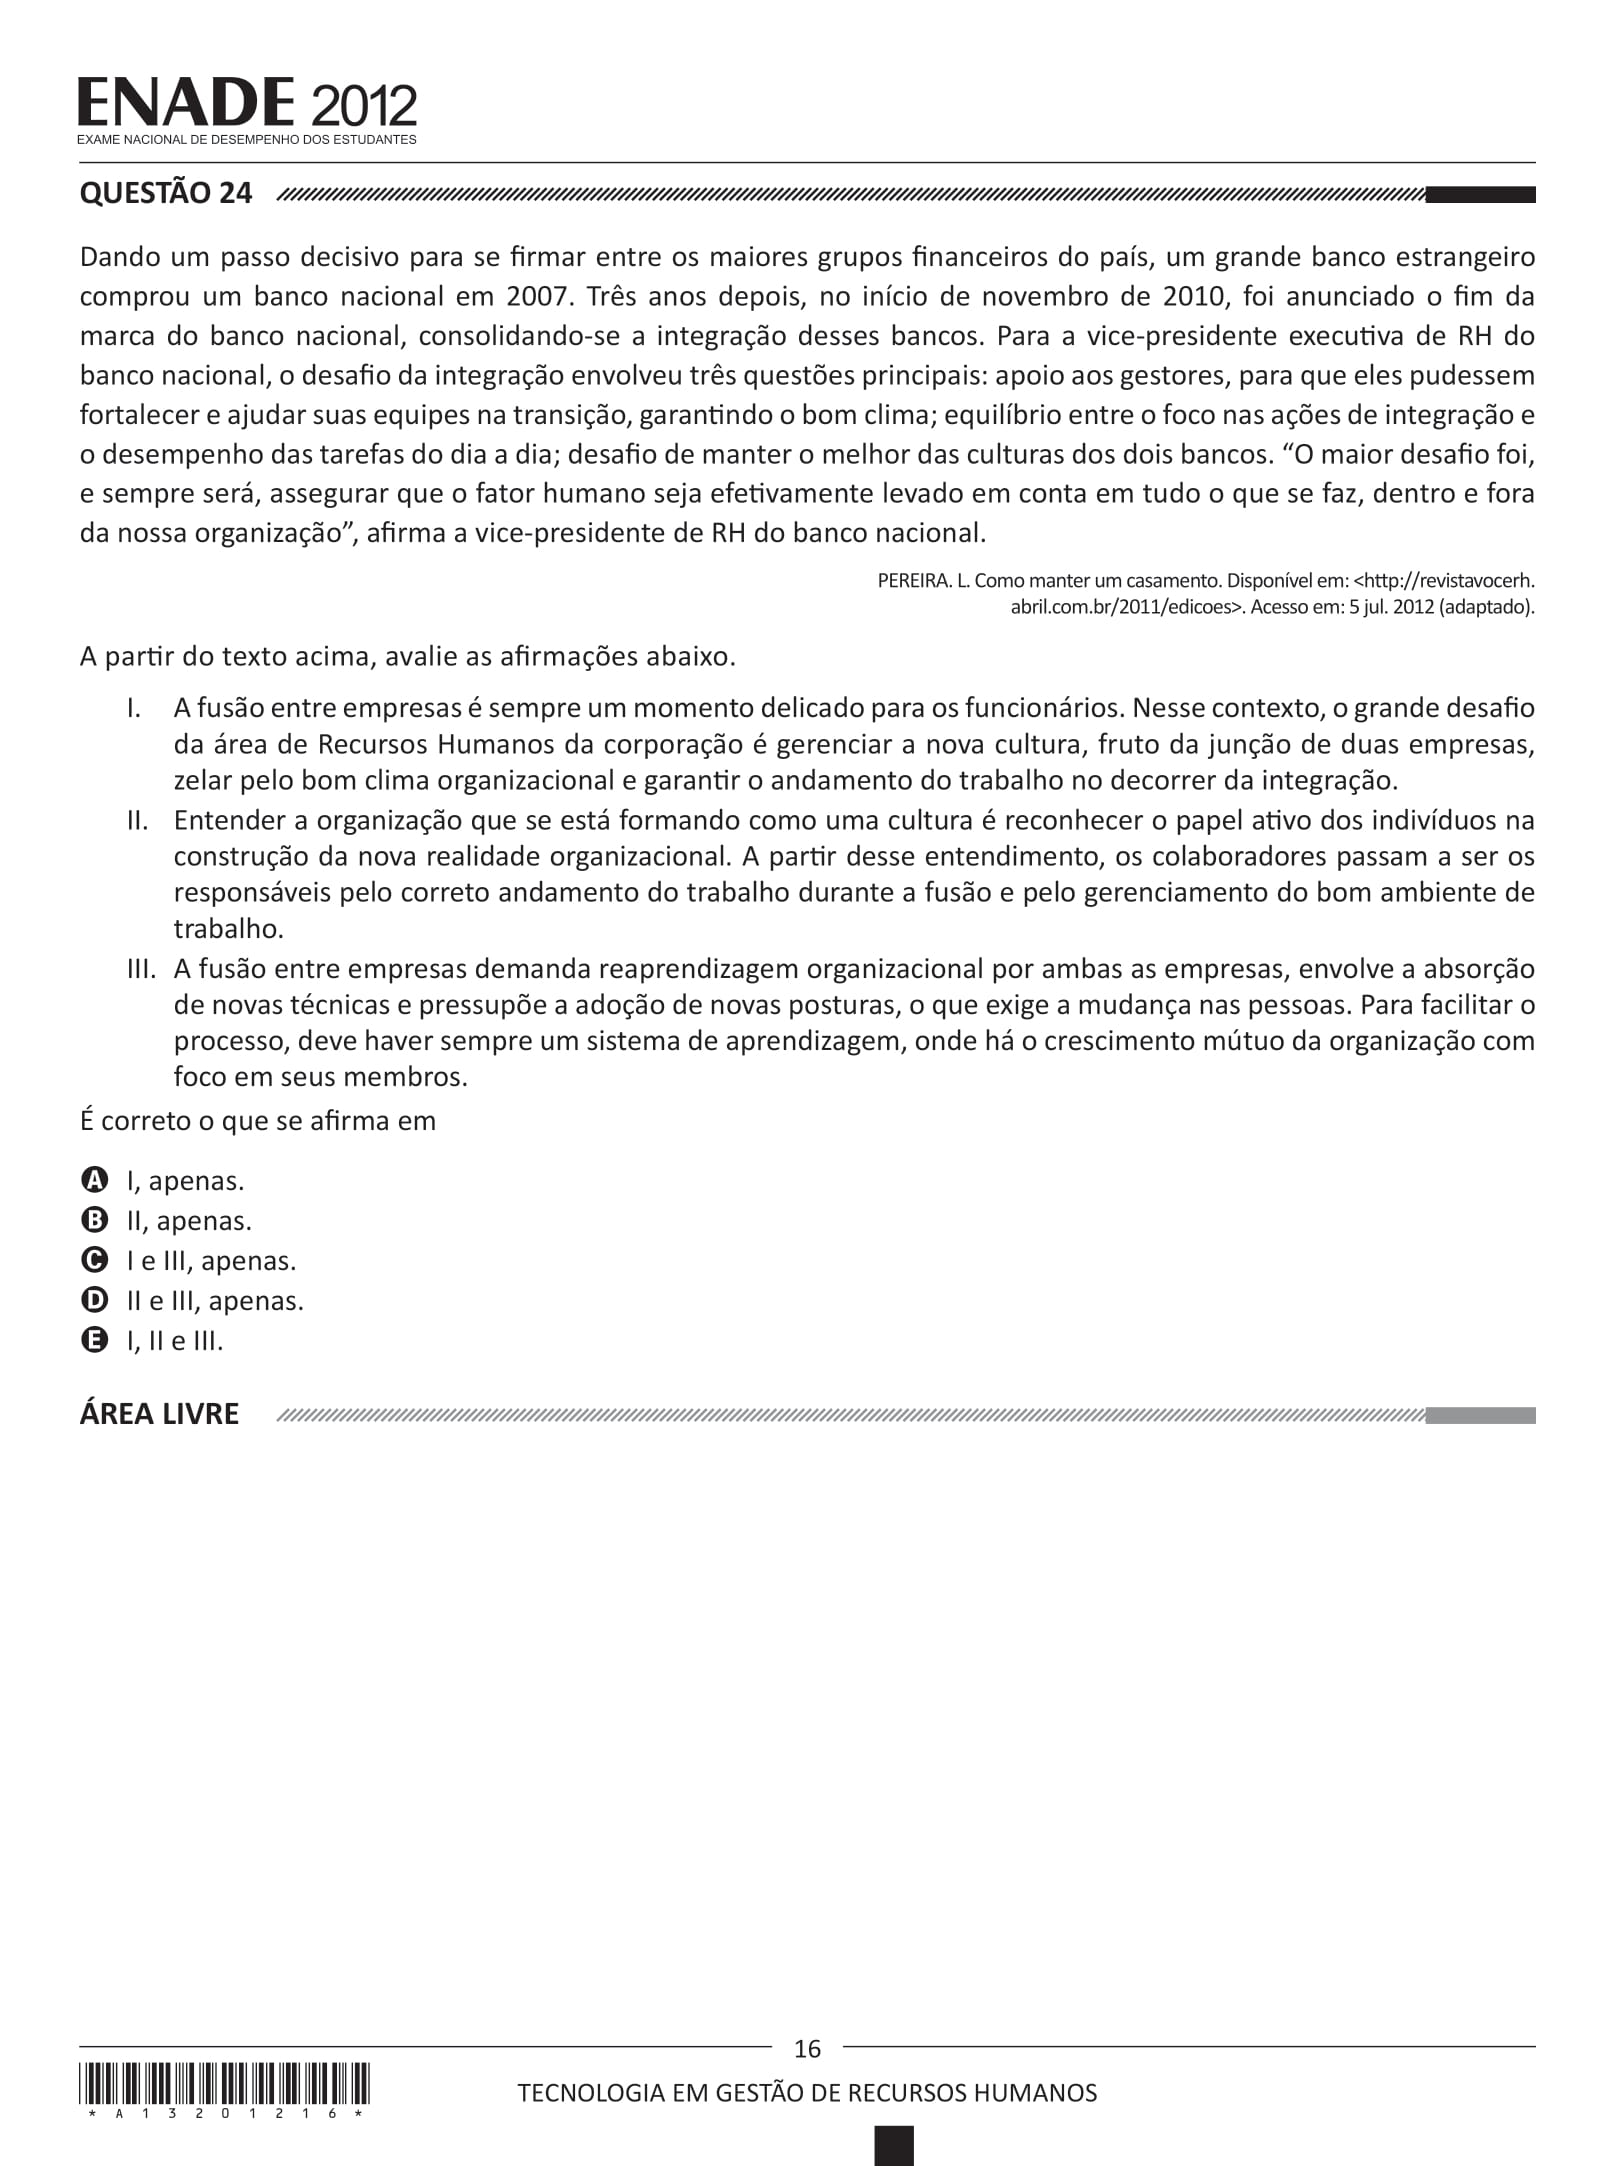 ENADE 2012
EXAME NACIONAL DE DESEMPENHO DOS ESTUDANTES
QUESTÃO 24
Dando um passo decisivo para se firmar entre os maiores grupos financeiros do país, um grande banco estrangeiro
comprou um banco nacional em 2007. Três anos depois, no início de novembro de 2010, foi anunciado o fim da
marca do banco nacional, consolidando-se a integração desses bancos. Para a vice-presidente executiva de RH do
banco nacional, o desafio da integração envolveu três questões principais: apoio aos gestores, para que eles pudessem
fortalecer e ajudar suas equipes na transição, garantindo o bom clima; equilíbrio entre o foco nas ações de integração e
o desempenho das tarefas do dia a dia; desafio de manter o melhor das culturas dos dois bancos. “O maior desafio foi,
e sempre será, assegurar que o fator humano seja efetivamente levado em conta em tudo o que se faz, dentro e fora
da nossa organização”, afirma a vice-presidente de RH do banco nacional.
PEREIRA. L. Como manter um casamento. Disponível em: <http://revistavocerh.
abril.com.br/2011/edicoes>. Acesso em: 5 jul. 2012 (adaptado).
A partir do texto acima, avalie as afirmações abaixo.
I. A fusão entre empresas é sempre um momento delicado para os funcionários. Nesse contexto, o grande desafio
da área de Recursos Humanos da corporação é gerenciar a nova cultura, fruto da junção de duas empresas,
zelar pelo bom clima organizacional e garantir o andamento do trabalho no decorrer da integração.
II. Entender a organização que se está formando como uma cultura é reconhecer o papel ativo dos indivíduos na
construção da nova realidade organizacional. A partir desse entendimento, os colaboradores passam a ser os
responsáveis pelo correto andamento do trabalho durante a fusão e pelo gerenciamento do bom ambiente de
trabalho.
III. A fusão entre empresas demanda reaprendizagem organizacional por ambas as empresas, envolve a absorção
de novas técnicas e pressupõe a adoção de novas posturas, o que exige a mudança nas pessoas. Para facilitar o
processo, deve haver sempre um sistema de aprendizagem, onde há o crescimento mútuo da organização com
foco em seus membros.
É correto o que se afirma em
A I, apenas.
B II, apenas.
C I e III, apenas.
D II e III, apenas.
E I, II e III.
ÁREA LIVRE
16
TECNOLOGIA EM GESTÃO DE RECURSOS HUMANOS
* A 1 3 2 0 1 2 1 6 *